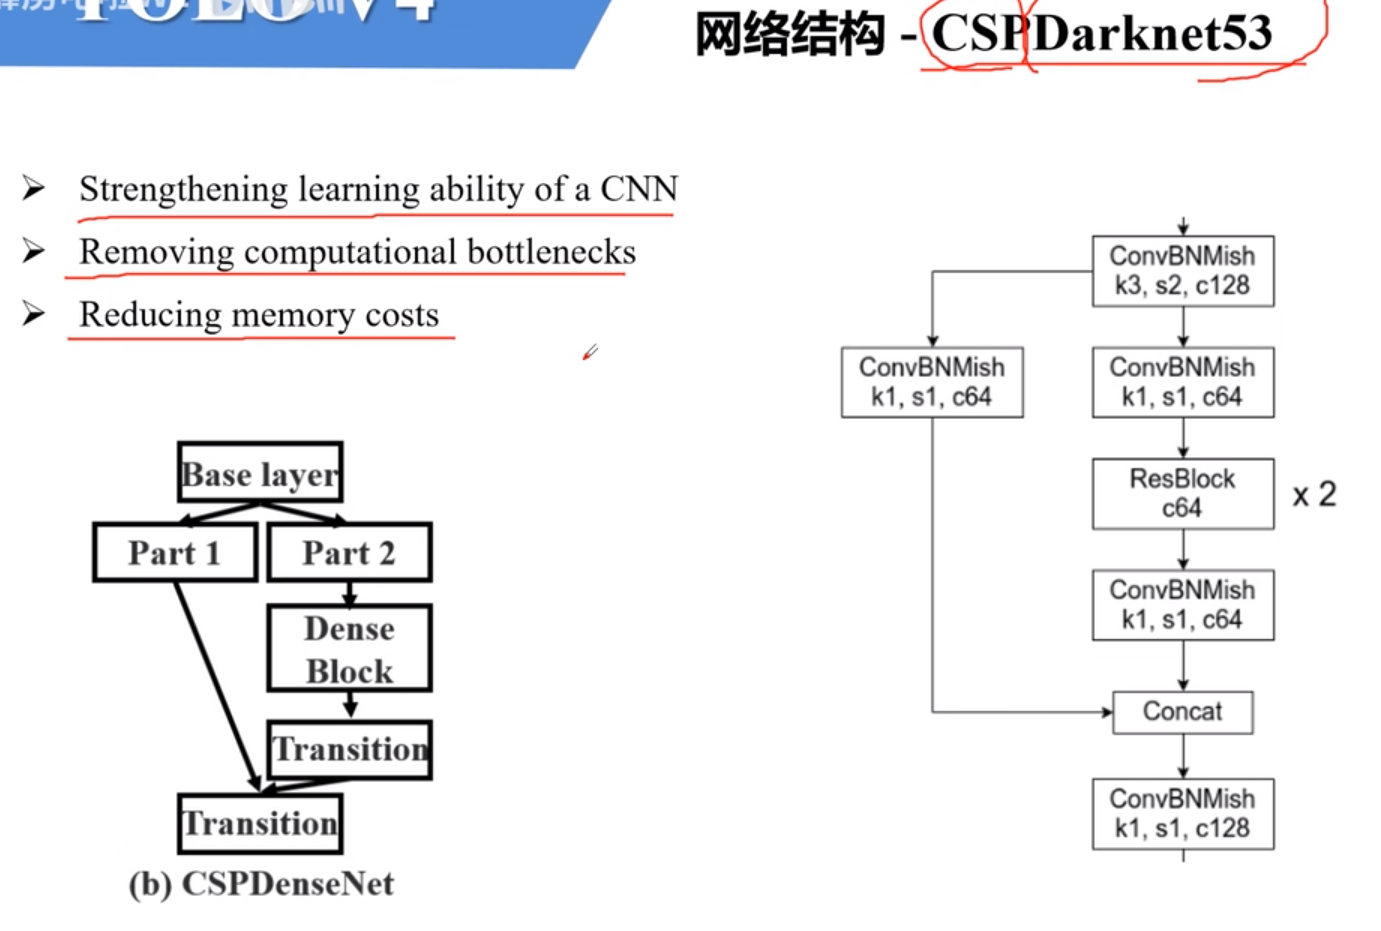 YOLO V4
网络结构 - CSPDarknet53
Strengthening learning ability of a CNN
Removing computational bottlenecks
Reducing memory costs
Base layer
Part 1
Part 2
Dense
Block
Transition
Transition
(b) CSPDenseNet
ConvBNMish
k3, s2, c128
ConvBNMish
k1, s1, c64
ConvBNMish
k1, s1, c64
ResBlock
c64
x 2
ConvBNMish
k1, s1, c64
Concat
ConvBNMish
k1, s1, c128